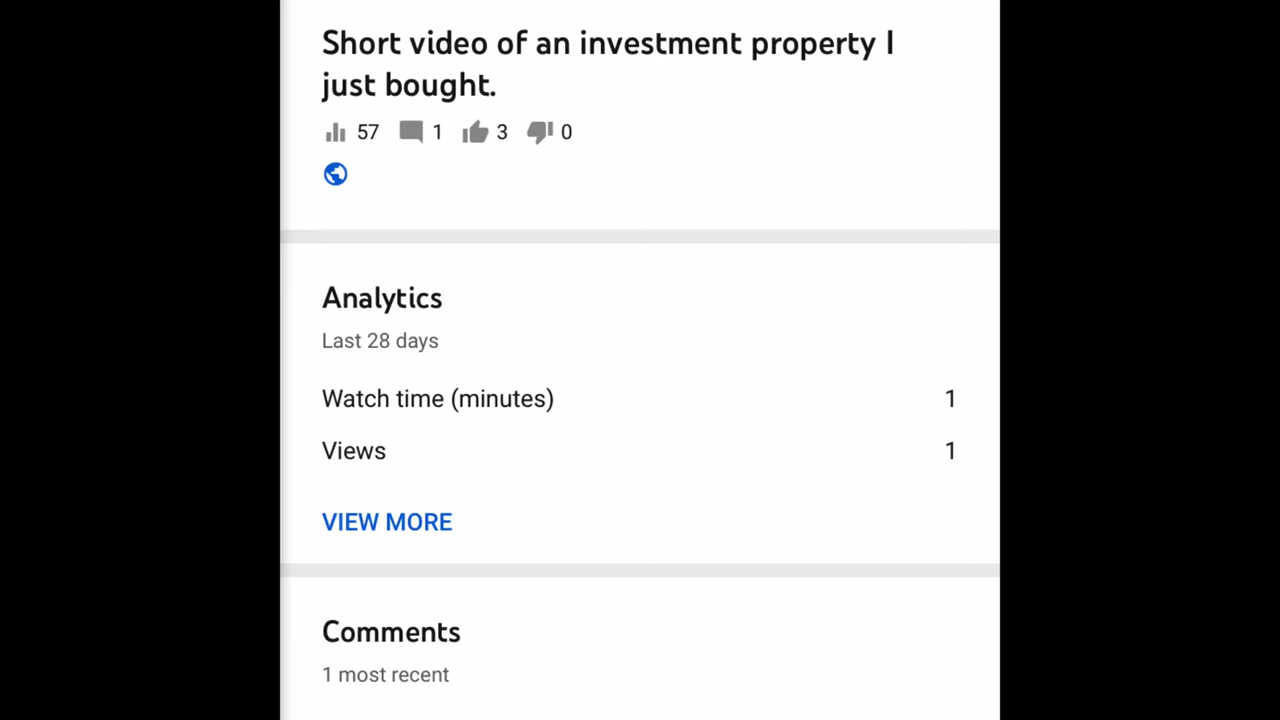 Short video of an investment property I
just bought.
57 1 3 0
Analytics
Last 28 days
Watch time (minutes) 1
Views 1
VIEW MORE
Comments
1 most recent